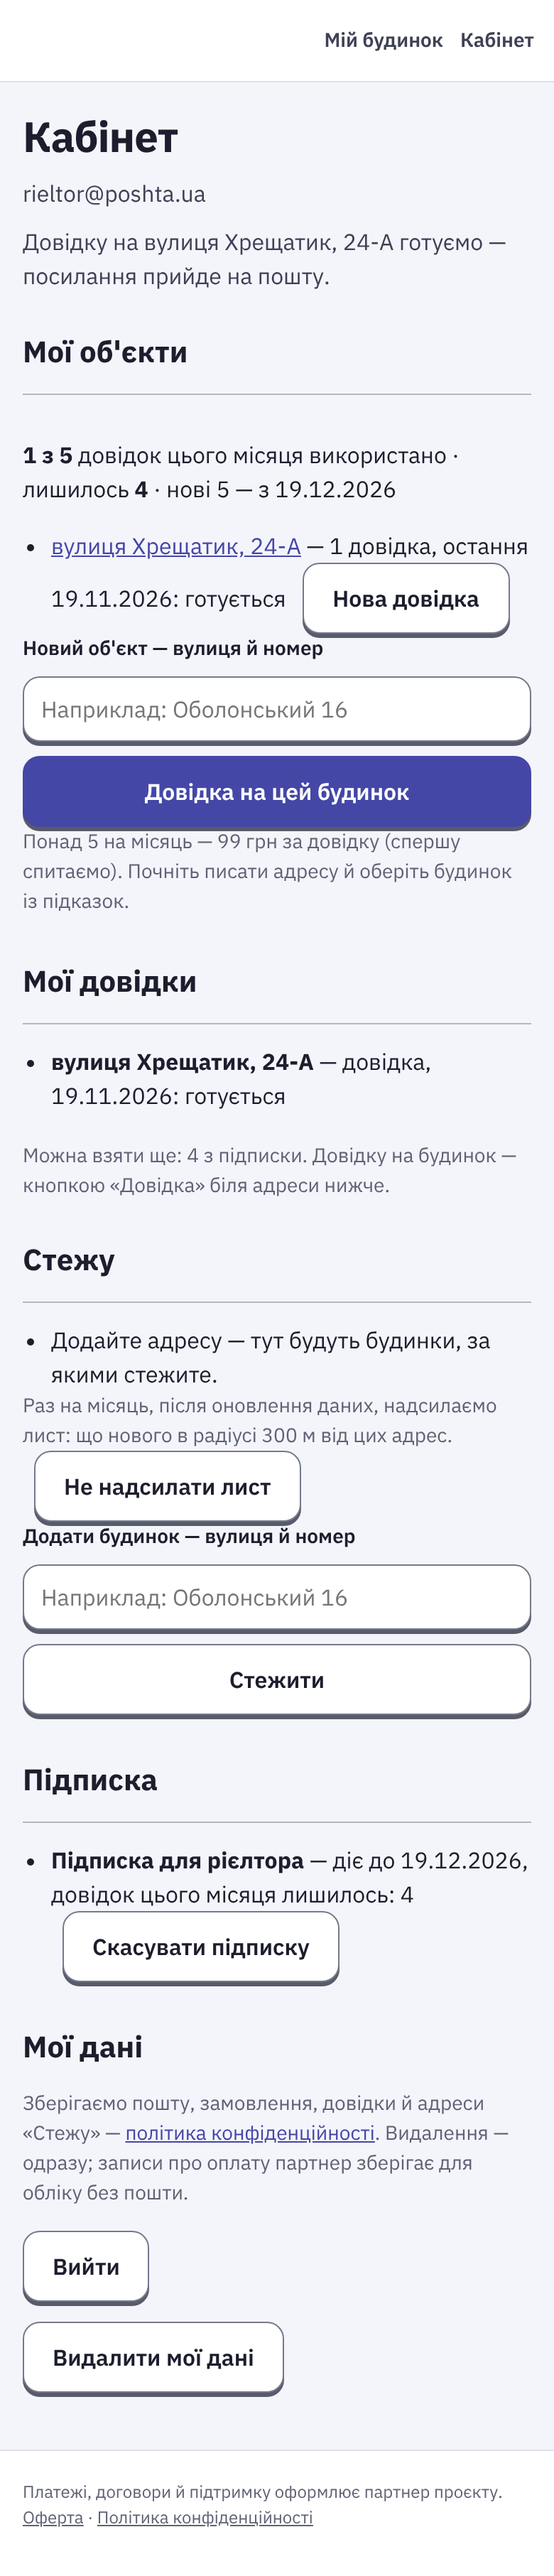 Мій будинок Кабінет
Кабінет
rieltor@poshta.ua
Довідку на вулиця Хрещатик, 24-А готуємо —
посилання прийде на пошту.
Мої об'єкти
1 з 5 довідок цього місяця використано ·
лишилось 4 · нові 5 — з 19.12.2026
• вулиця Хрещатик, 24-А — 1 довідка, остання
19.11.2026: готується Нова довідка
Новий об'єкт — вулиця й номер
Наприклад: Оболонський 16
Довідка на цей будинок
Понад 5 на місяць — 99 грн за довідку (спершу
спитаємо). Почніть писати адресу й оберіть будинок
із підказок.
Мої довідки
• вулиця Хрещатик, 24-А — довідка,
19.11.2026: готується
Можна взяти ще: 4 з підписки. Довідку на будинок —
кнопкою «Довідка» біля адреси нижче.
Стежу
• Додайте адресу — тут будуть будинки, за
якими стежите.
Раз на місяць, після оновлення даних, надсилаємо
лист: що нового в радіусі 300 м від цих адрес.
Не надсилати лист
Додати будинок — вулиця й номер
Наприклад: Оболонський 16
Стежити
Підписка
• Підписка для рієлтора — діє до 19.12.2026,
довідок цього місяця лишилось: 4
Скасувати підписку
Мої дані
Зберігаємо пошту, замовлення, довідки й адреси
«Стежу» — політика конфіденційності. Видалення —
одразу; записи про оплату партнер зберігає для
обліку без пошти.
Вийти
Видалити мої дані
Платежі, договори й підтримку оформлює партнер проєкту.
Оферта · Політика конфіденційності